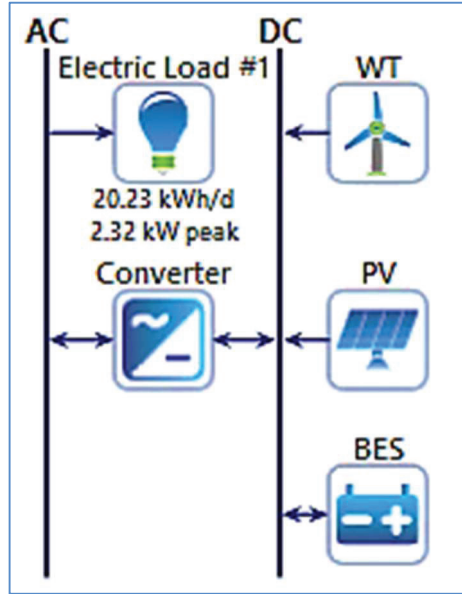 AC
DC
Electric Load #1
WT
20.23 kWh/d
2.32 kW peak
Converter
PV
BES